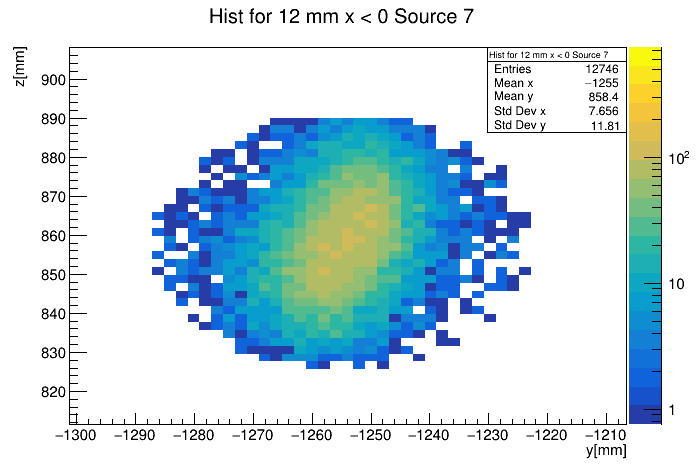 Hist for 12 mm x < 0 Source 7
z[mm]
Hist for 12 mm x < 0 Source 7
Entries 12746
Mean x −1255
Mean y 858.4
Std Dev x 7.656
Std Dev y 11.81
900
890
880
870
860
850
840
830
820
10²
10
1
−1300 −1290 −1280 −1270 −1260 −1250 −1240 −1230 −1220 −1210
y[mm]